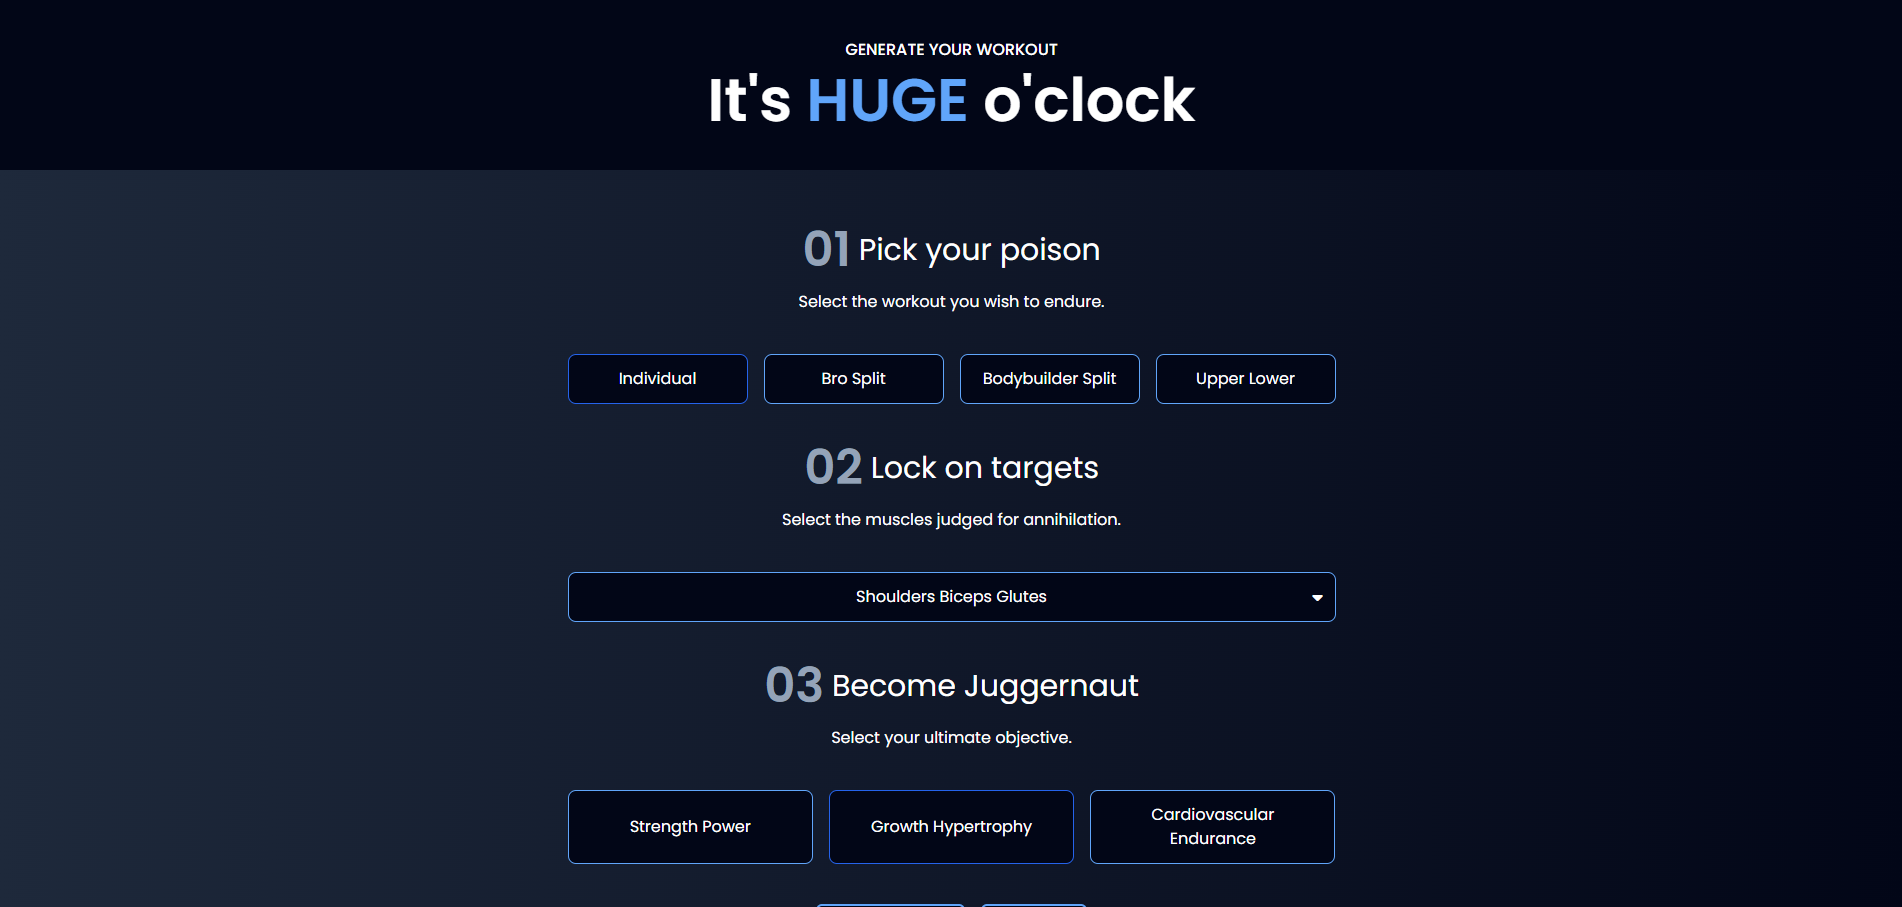 GENERATE YOUR WORKOUT
It's HUGE o'clock
01 Pick your poison
Select the workout you wish to endure.
Individual
Bro Split
Bodybuilder Split
Upper Lower
02 Lock on targets
Select the muscles judged for annihilation.
Shoulders Biceps Glutes
03 Become Juggernaut
Select your ultimate objective.
Strength Power
Growth Hypertrophy
Cardiovascular
Endurance